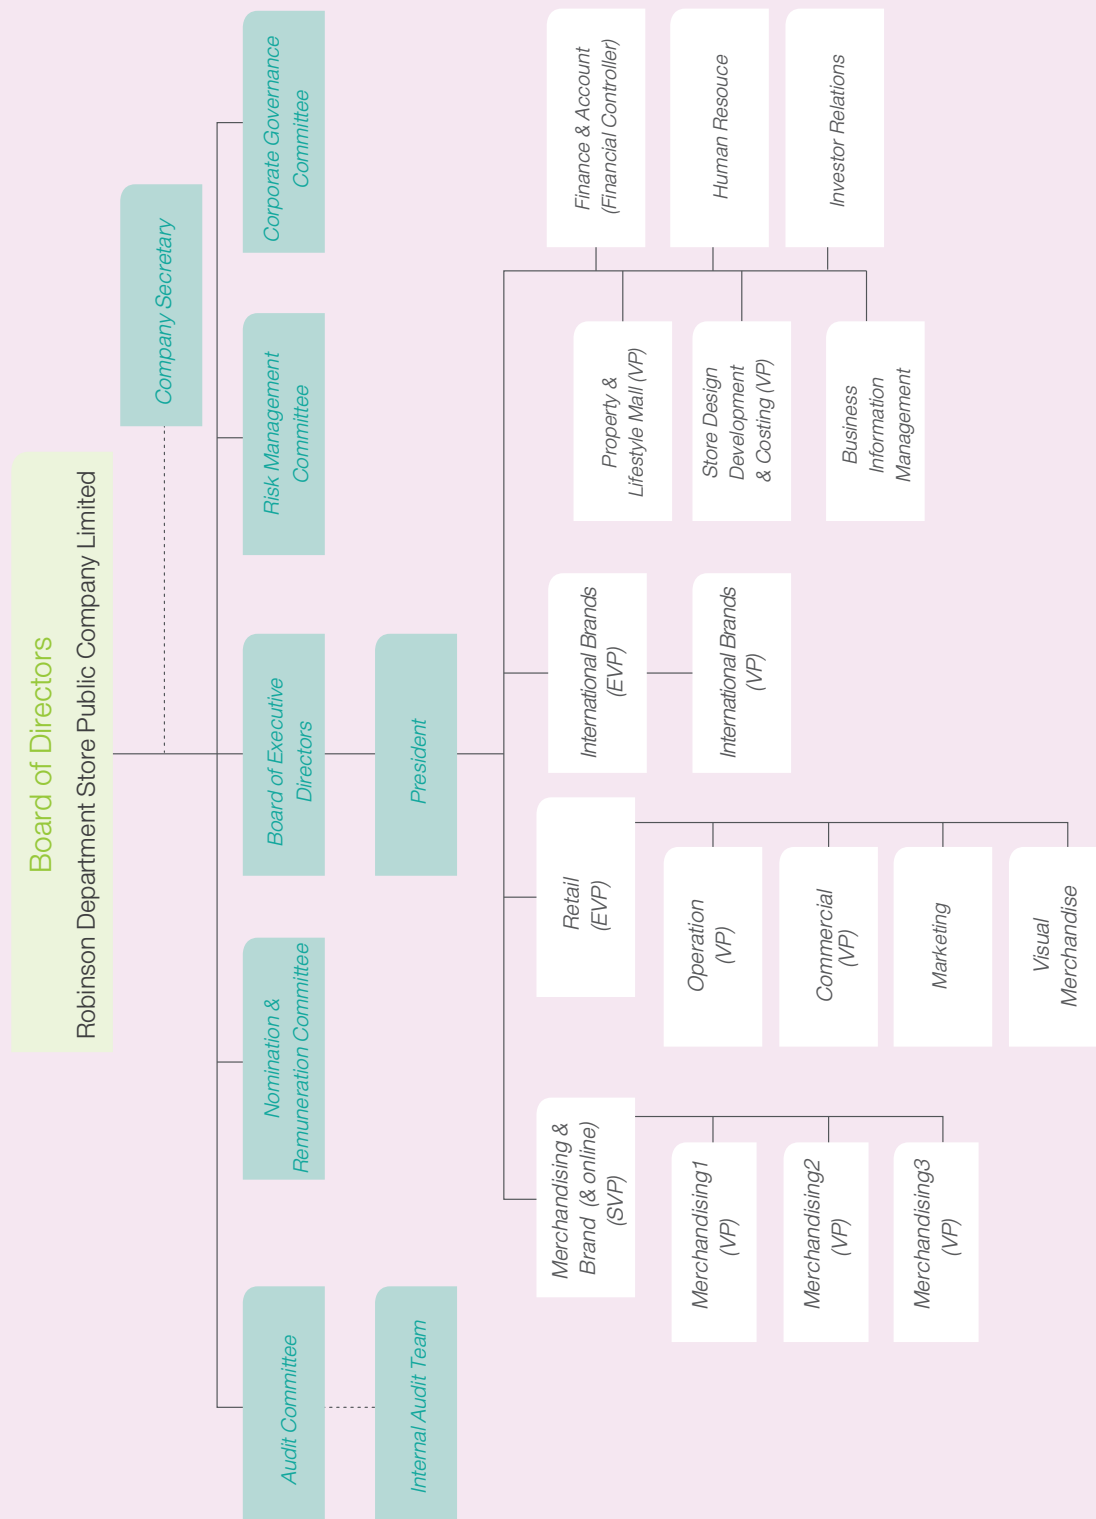 Board of Directors
Robinson Department Store Public Company Limited
Company Secretary
Audit Committee
Nomination &
Remuneration Committee
Board of Executive
Directors
Risk Management
Committee
Corporate Governance
Committee
Internal Audit Team
President
Merchandising &
Brand (& online)
(SVP)
Merchandising1
(VP)
Merchandising2
(VP)
Merchandising3
(VP)
Retail
(EVP)
Operation
(VP)
Commercial
(VP)
Marketing
Visual
Merchandise
International Brands
(EVP)
International Brands
(VP)
Property &
Lifestyle Mall (VP)
Store Design
Development
& Costing (VP)
Business
Information
Management
Finance & Account
(Financial Controller)
Human Resouce
Investor Relations